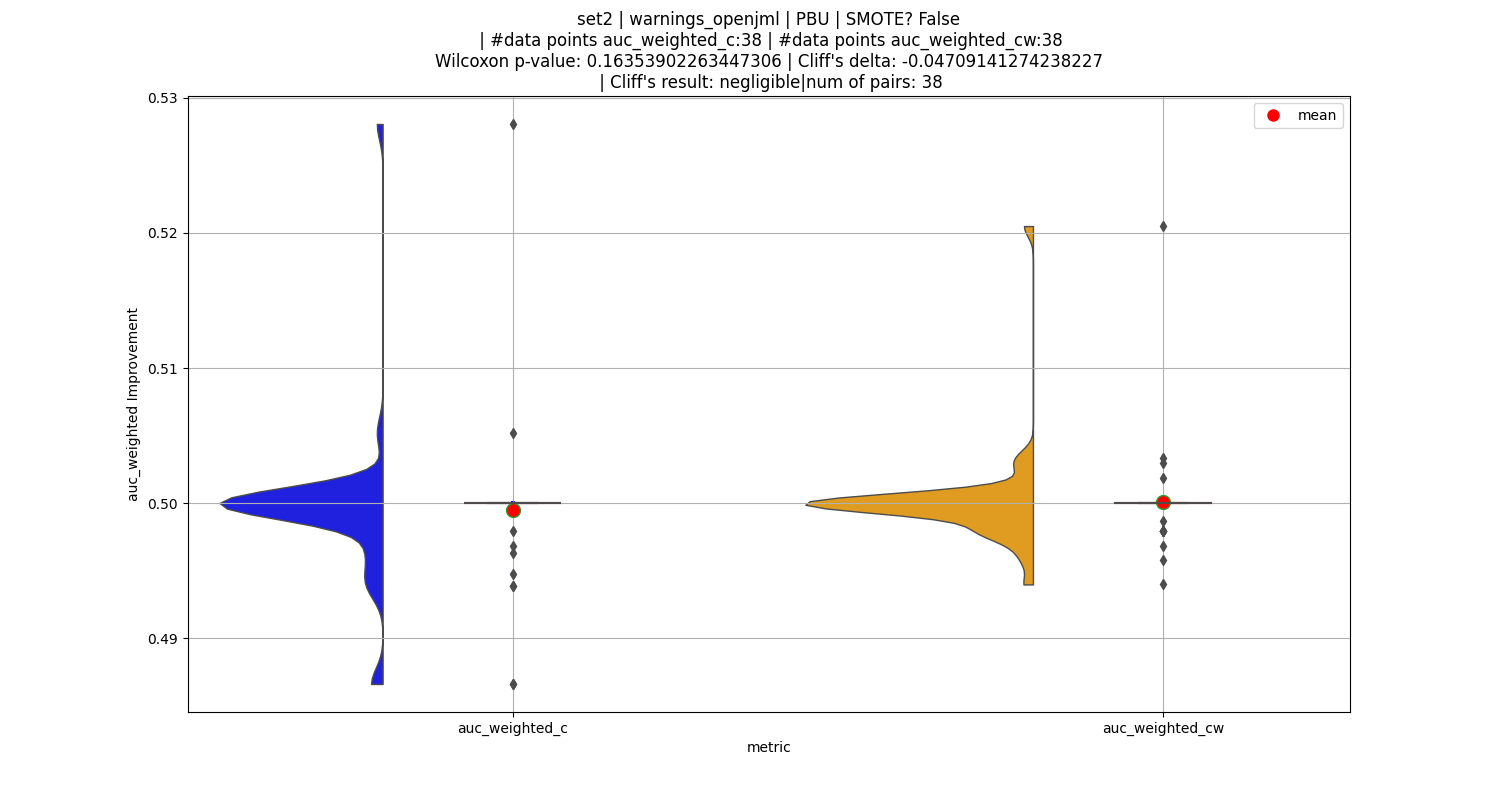 set2 | warnings_openjml | PBU | SMOTE? False
| #data points auc_weighted_c:38 | #data points auc_weighted_cw:38
Wilcoxon p-value: 0.16353902263447306 | Cliff's delta: -0.04709141274238227
| Cliff's result: negligible|num of pairs: 38
mean
0.53
0.52
0.51
0.50
0.49
auc_weighted Improvement
auc_weighted_c
auc_weighted_cw
metric